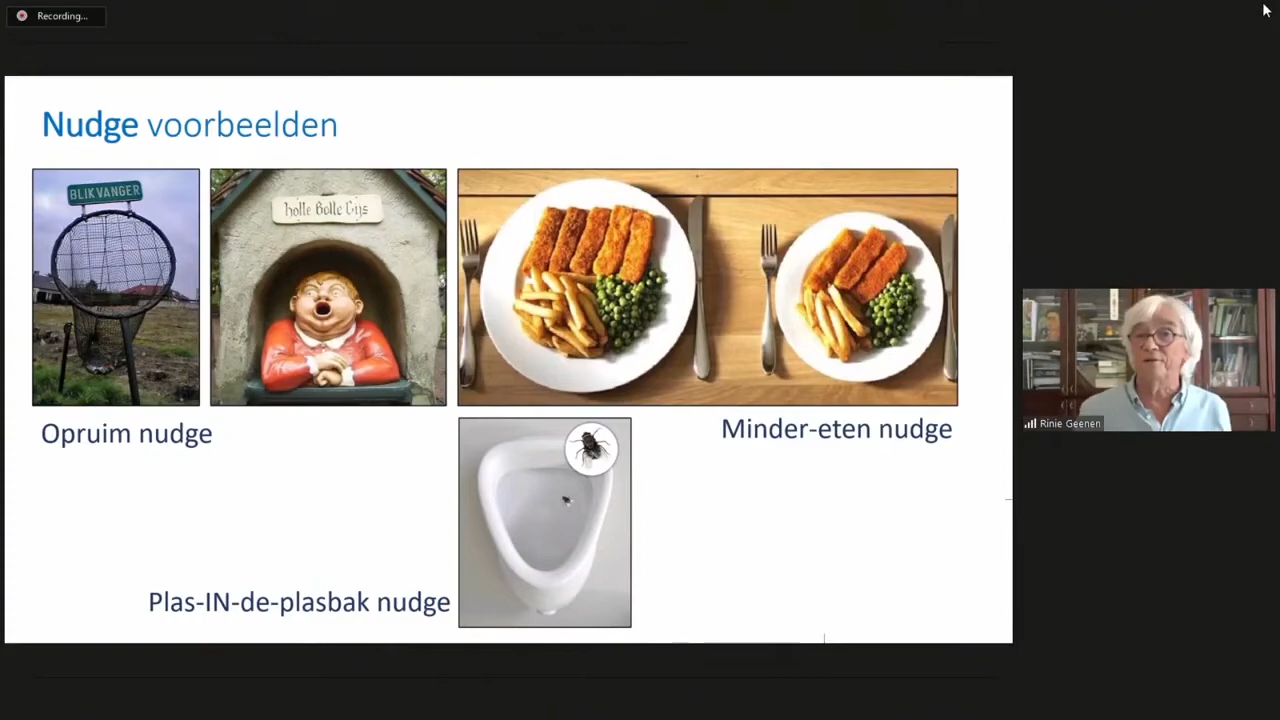 Recording...
Nudge voorbeelden
BLIKVANGER
Holle Bolle Gijs
Opruim nudge
Minder-eten nudge
Rinie Geenen
Plas-IN-de-plasbak nudge